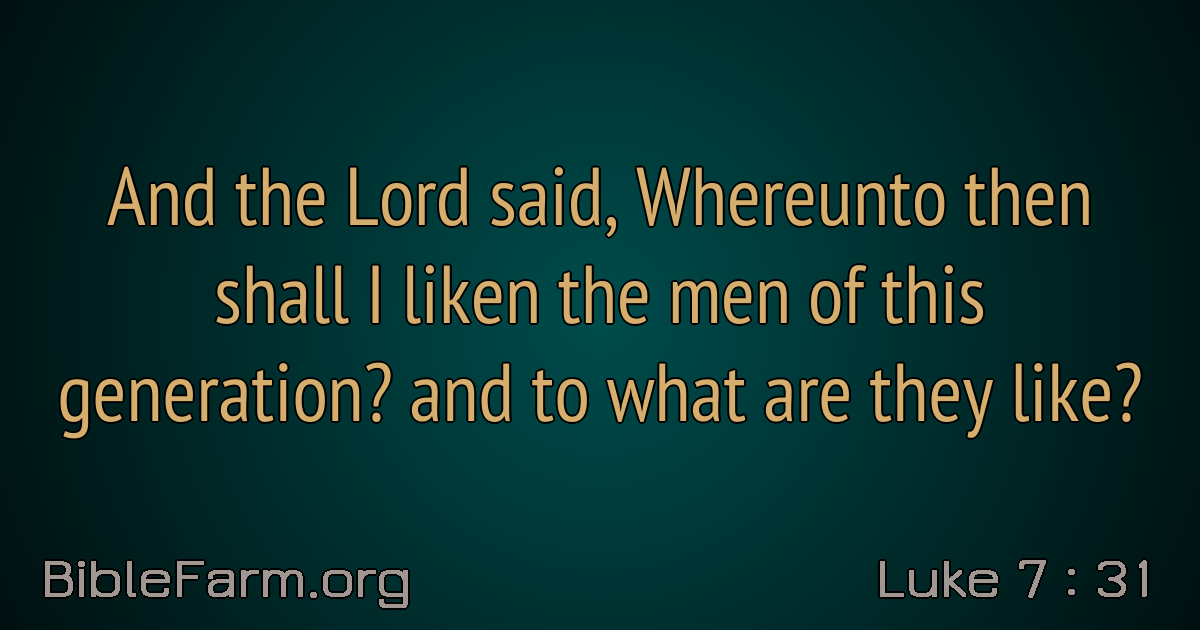 And the Lord said, Whereunto then
shall I liken the men of this
generation? and to what are they like?
BibleFarm.org
Luke 7 : 31